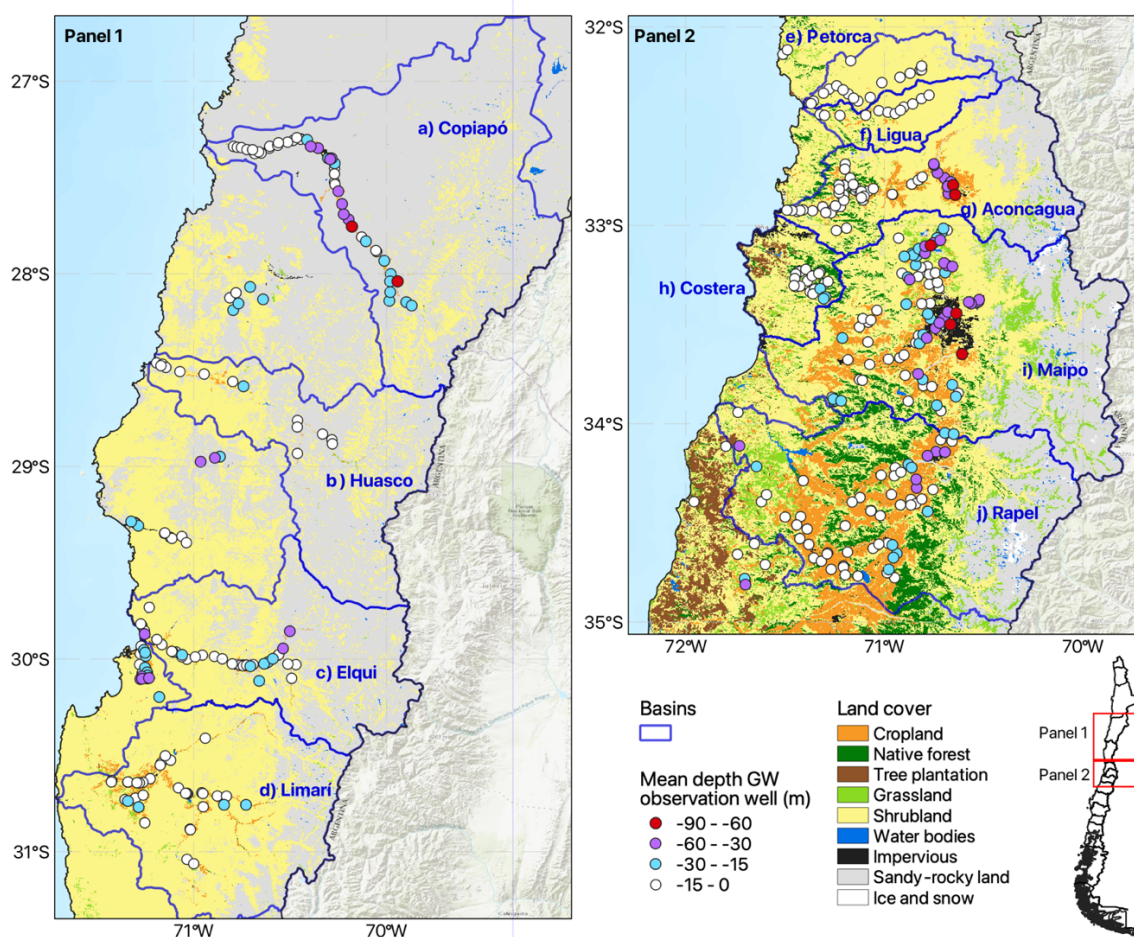 Panel 1
27°S
28°S
29°S
30°S
31°S
71°W
70°W
a) Copiapó
b) Huasco
c) Elqui
d) Limarí
ARGENTINA
ARGENTINA
Panel 2
32°S
33°S
34°S
35°S
72°W
71°W
70°W
e) Petorca
f) Ligua
g) Aconcagua
h) Costera
i) Maipo
j) Rapel
ARGENTINA
Basins
Mean depth GW
observation well (m)
-90 - -60
-60 - -30
-30 - -15
-15 - 0
Land cover
Cropland
Native forest
Tree plantation
Grassland
Shrubland
Water bodies
Impervious
Sandy-rocky land
Ice and snow
Panel 1
Panel 2